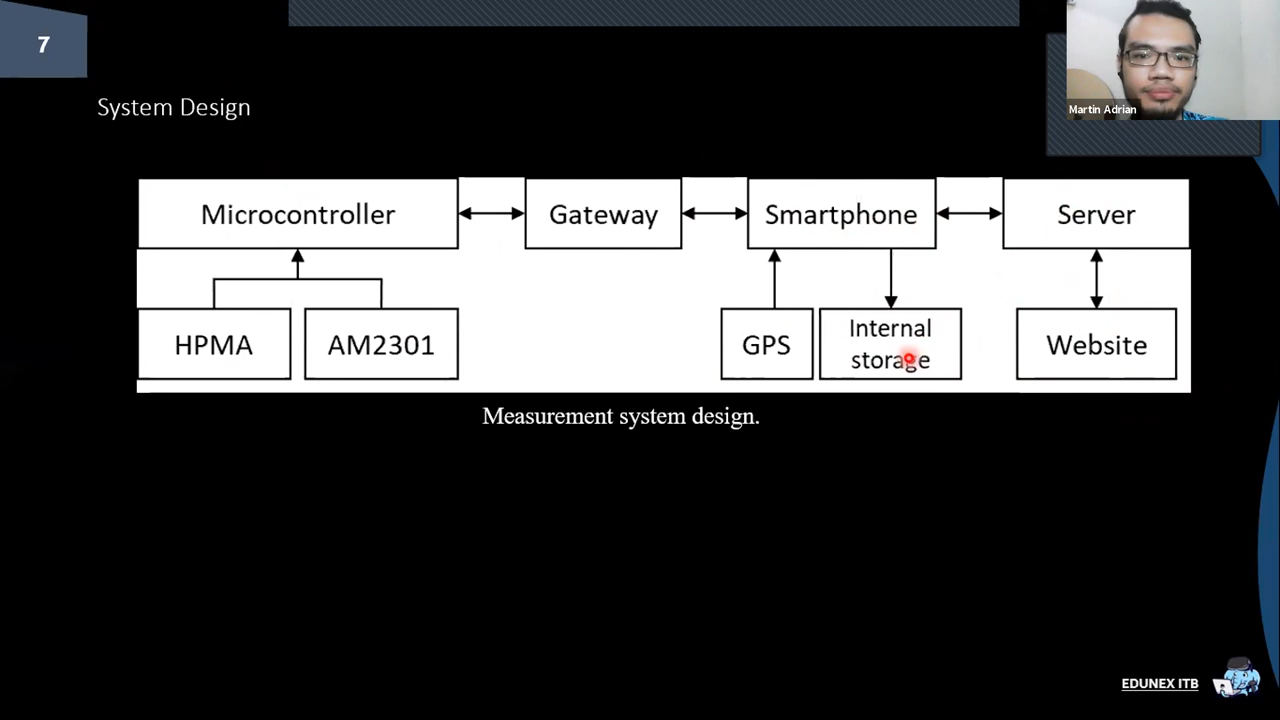 7
Martin Adrian
System Design
Microcontroller
Gateway
Smartphone
Server
HPMA
AM2301
GPS
Internal
storage
Website
Measurement system design.
EDUNEX ITB